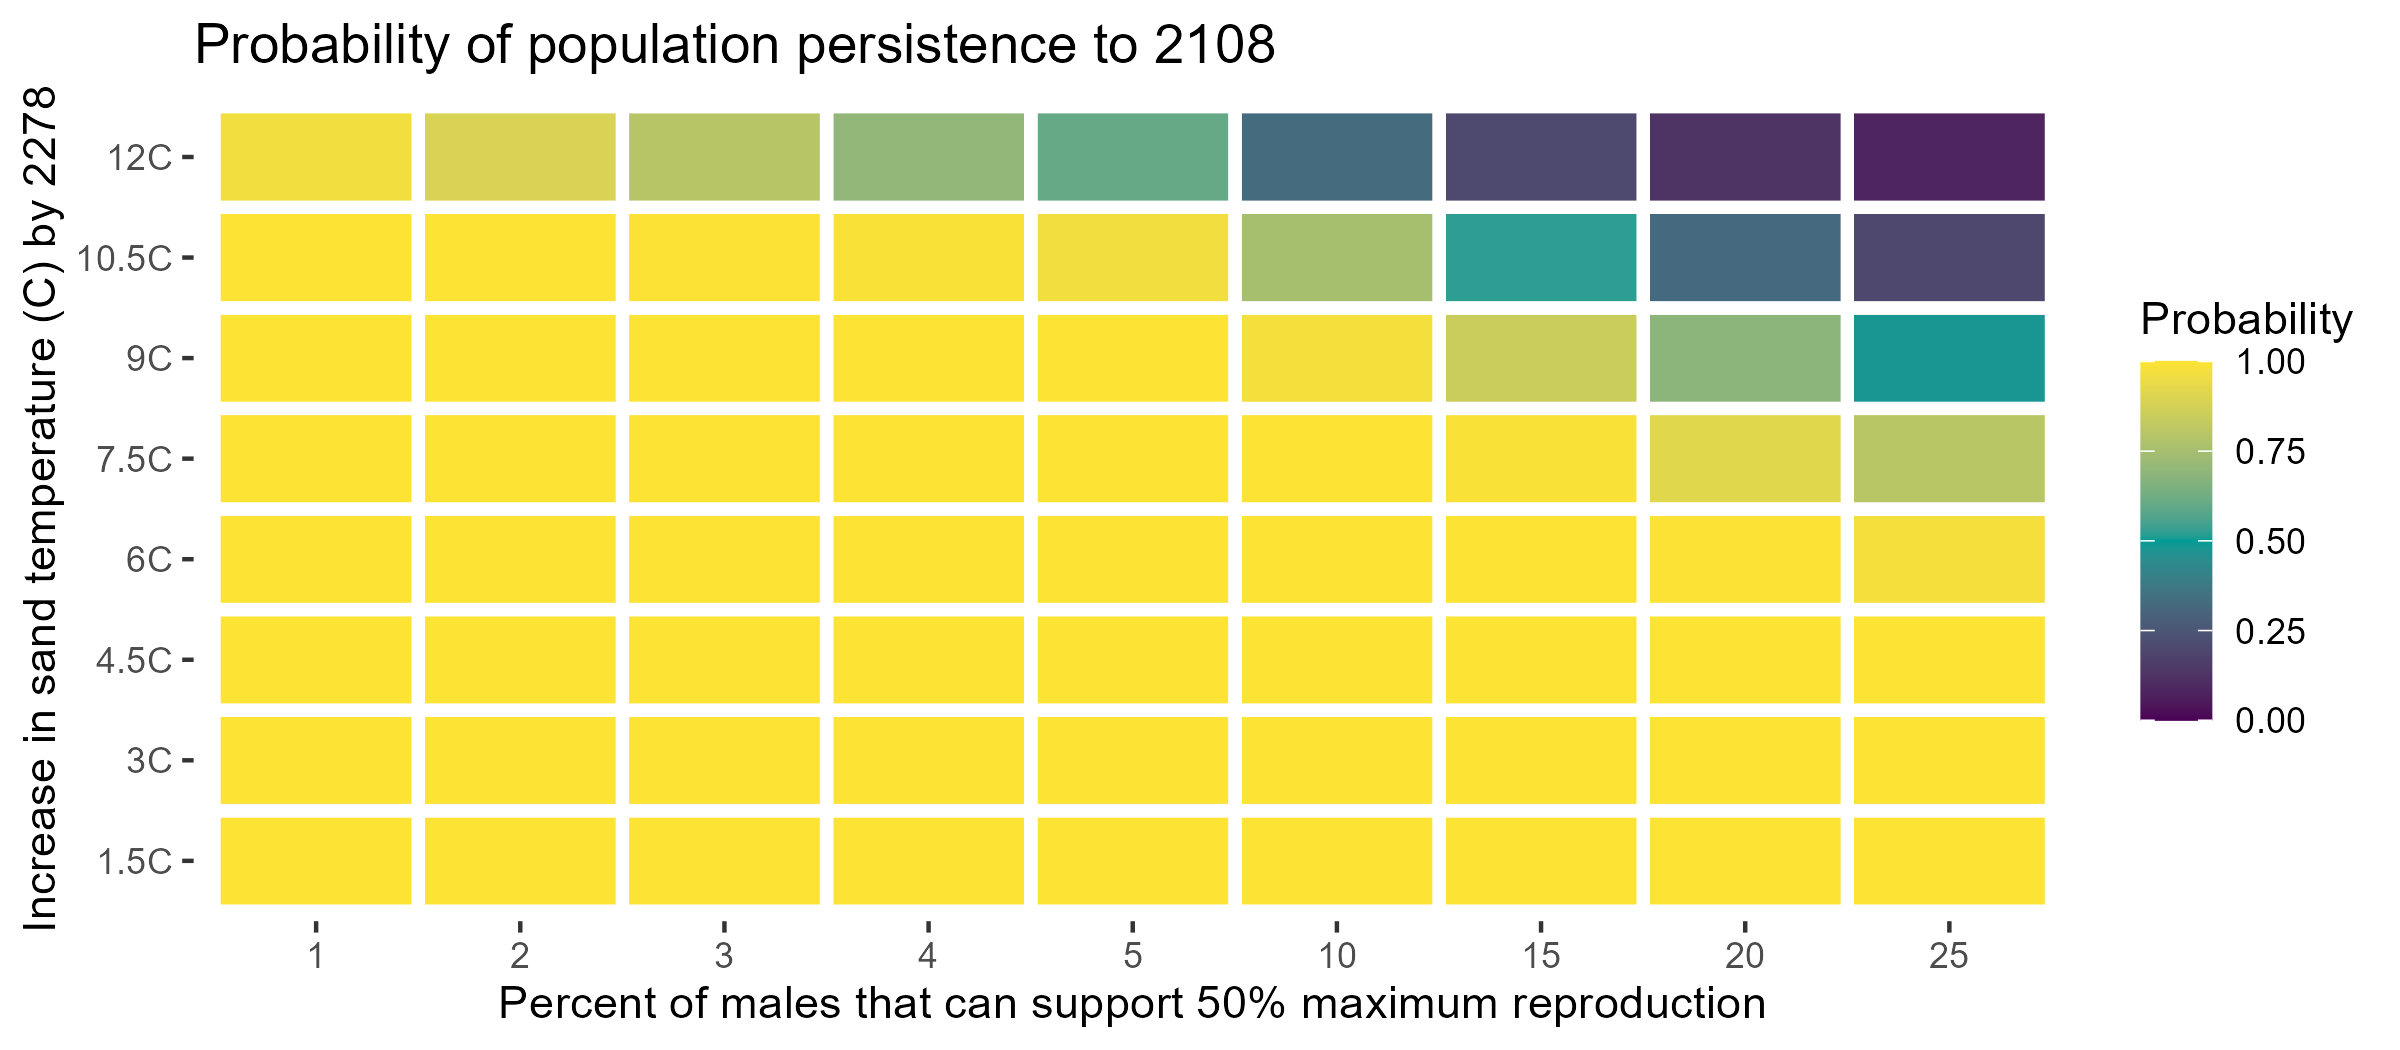 Probability of population persistence to 2108
Increase in sand temperature (C) by 2278
12C
10.5C
9C
7.5C
6C
4.5C
3C
1.5C
1 2 3 4 5 10 15 20 25
Percent of males that can support 50% maximum reproduction
Probability
1.00
0.75
0.50
0.25
0.00